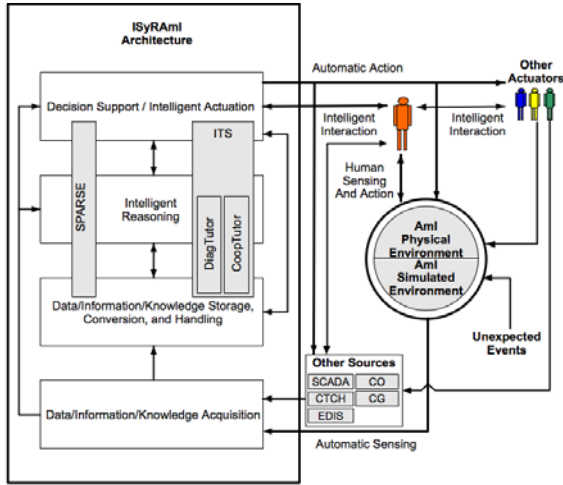 ISyRAmI
Architecture
Other
Actuators
Automatic Action
Decision Support / Intelligent Actuation
Intelligent
Interaction
Intelligent
Interaction
ITS
SPARSE
Human
Sensing
And Action
Intelligent
Reasoning
DiagTutor
CoopTutor
AmI
Physical
Environment
AmI
Simulated
Environment
Data/Information/Knowledge Storage,
Conversion, and Handling
Unexpected
Events
Other Sources
SCADA
CO
CTCH
CG
EDIS
Data/Information/Knowledge Acquisition
Automatic Sensing